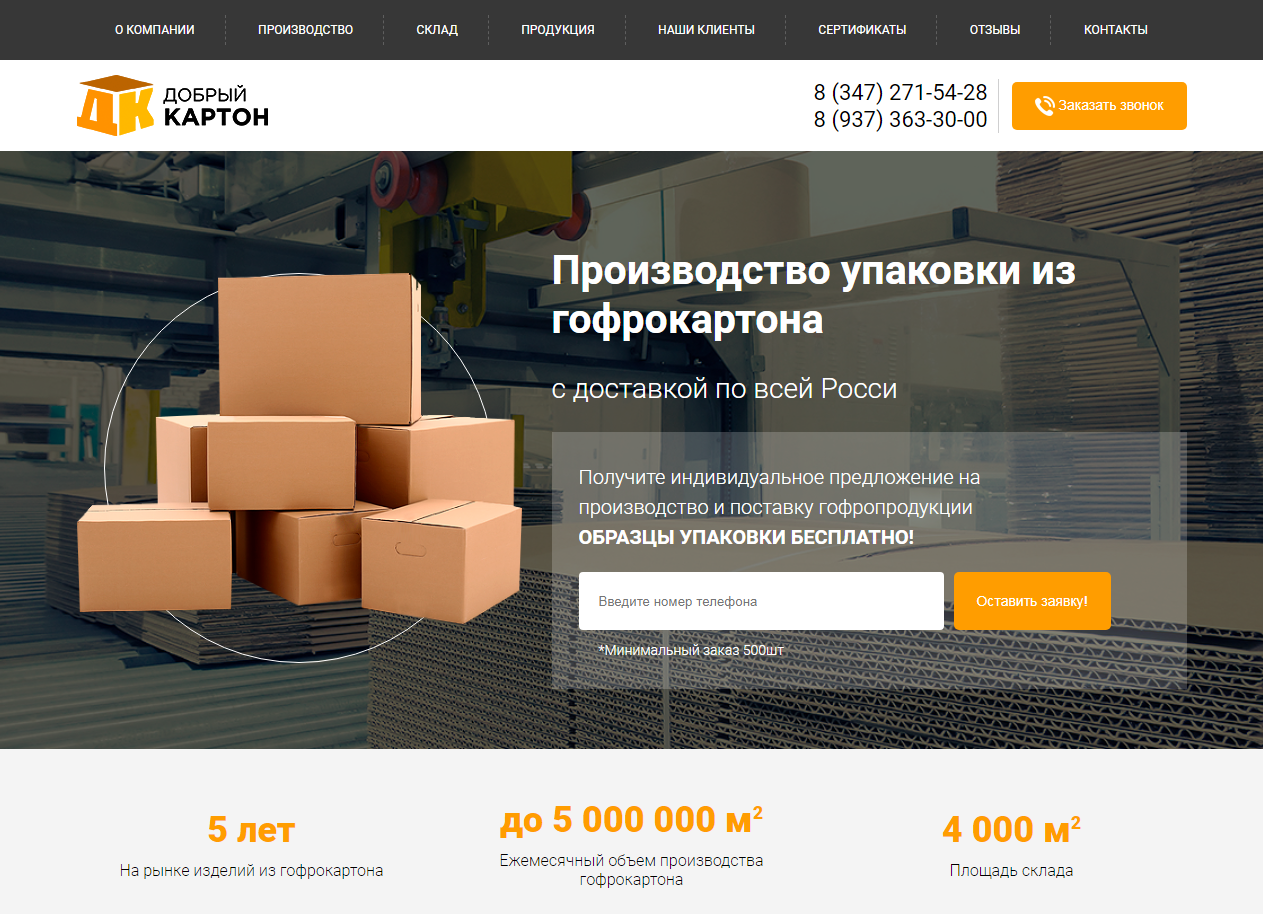 О КОМПАНИИ
ПРОИЗВОДСТВО
СКЛАД
ПРОДУКЦИЯ
НАШИ КЛИЕНТЫ
СЕРТИФИКАТЫ
ОТЗЫВЫ
КОНТАКТЫ
ДК
ДОБРЫЙ
КАРТОН
8 (347) 271-54-28
8 (937) 363-30-00
Заказать звонок
Производство упаковки из
гофрокартона
с доставкой по всей Росси
Получите индивидуальное предложение на
производство и поставку гофропродукции
ОБРАЗЦЫ УПАКОВКИ БЕСПЛАТНО!
Введите номер телефона
Оставить заявку!
*Минимальный заказ 500шт
5 лет
На рынке изделий из гофрокартона
до 5 000 000 м²
Ежемесячный объем производства
гофрокартона
4 000 м²
Площадь склада